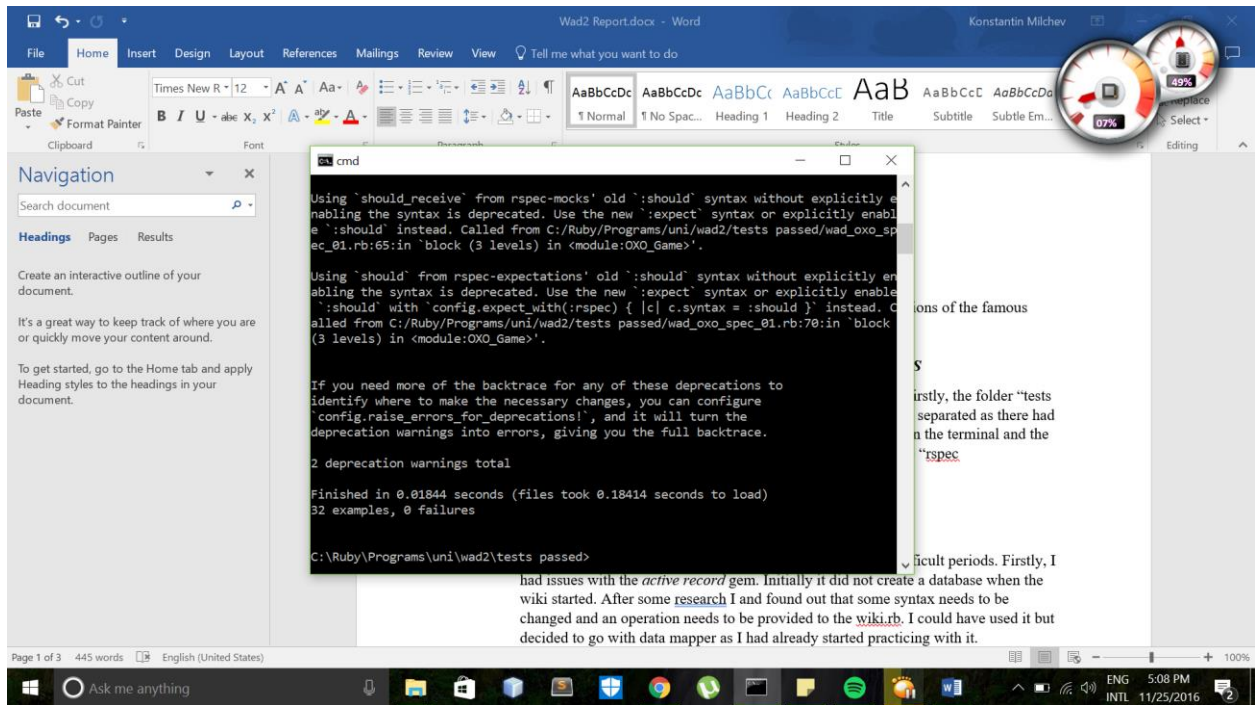 Wad2 Report.docx - Word
Konstantin Milchev
File Home Insert Design Layout References Mailings Review View Tell me what you want to do
Cut
Copy
Format Painter
Paste
Clipboard
Times New R 12
Font
Paragraph
AaBbCcDc AaBbCcDc AaBbCc AaBbCcE AaB AaBbCcE AaBbCcDa
¶ Normal ¶ No Spac... Heading 1 Heading 2 Title Subtitle Subtle Em...
Styles
Replace
Select
Editing
07%
49%
Navigation
Search document
Headings Pages Results
Create an interactive outline of your
document.
It's a great way to keep track of where you are
or quickly move your content around.
To get started, go to the Home tab and apply
Heading styles to the headings in your
document.
cmd
Using `should_receive` from rspec-mocks' old `:should` syntax without explicitly e
nabling the syntax is deprecated. Use the new `:expect` syntax or explicitly enabl
e `:should` instead. Called from C:/Ruby/Programs/uni/wad2/tests passed/wad_oxo_sp
ec_01.rb:65:in `block (3 levels) in <module:OXO_Game>'.
Using `should` from rspec-expectations' old `:should` syntax without explicitly en
abling the syntax is deprecated. Use the new `:expect` syntax or explicitly enable
`:should` with `config.expect_with(:rspec) { |c| c.syntax = :should }` instead. C
alled from C:/Ruby/Programs/uni/wad2/tests passed/wad_oxo_spec_01.rb:70:in `block
(3 levels) in <module:OXO_Game>'.
If you need more of the backtrace for any of these deprecations to
identify where to make the necessary changes, you can configure
`config.raise_errors_for_deprecations!`, and it will turn the
deprecation warnings into errors, giving you the full backtrace.
2 deprecation warnings total
Finished in 0.01844 seconds (files took 0.18414 seconds to load)
32 examples, 0 failures
C:\Ruby\Programs\uni\wad2\tests passed>
ions of the famous
s
irstly, the folder “tests
separated as there had
n the terminal and the
“rspec
ficult periods. Firstly, I
had issues with the active record gem. Initially it did not create a database when the
wiki started. After some research I and found out that some syntax needs to be
changed and an operation needs to be provided to the wiki.rb. I could have used it but
decided to go with data mapper as I had already started practicing with it.
Page 1 of 3 445 words English (United States)
100%
Ask me anything
ENG
INTL
5:08 PM
11/25/2016
2